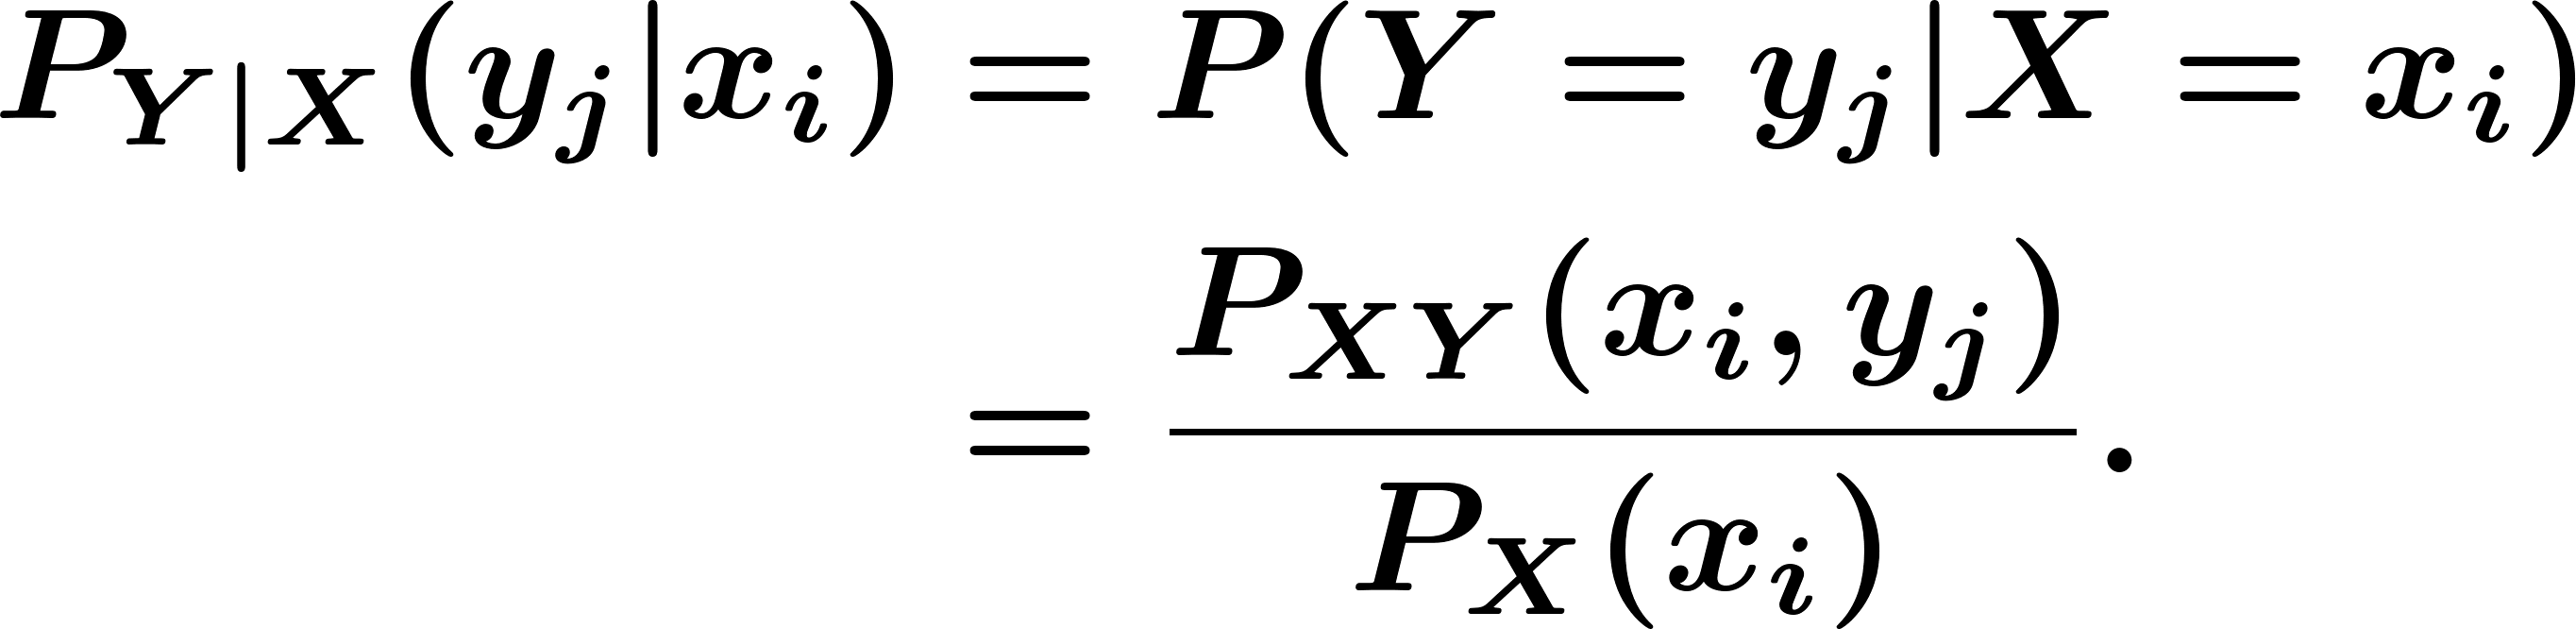 P_{Y|X}(y_j|x_i) = P(Y = y_j|X = x_i)
= \frac{P_{XY}(x_i, y_j)}{P_X(x_i)}.